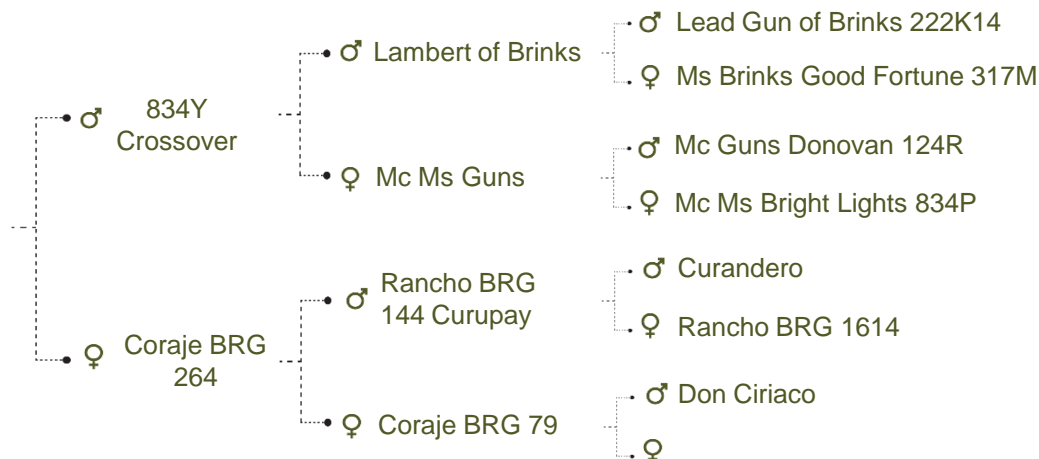 Lead Gun of Brinks 222K14
Lambert of Brinks
Ms Brinks Good Fortune 317M
834Y
Crossover
Mc Guns Donovan 124R
Mc Ms Guns
Mc Ms Bright Lights 834P
Curandero
Rancho BRG
144 Curupay
Rancho BRG 1614
Coraje BRG
264
Don Ciriaco
Coraje BRG 79